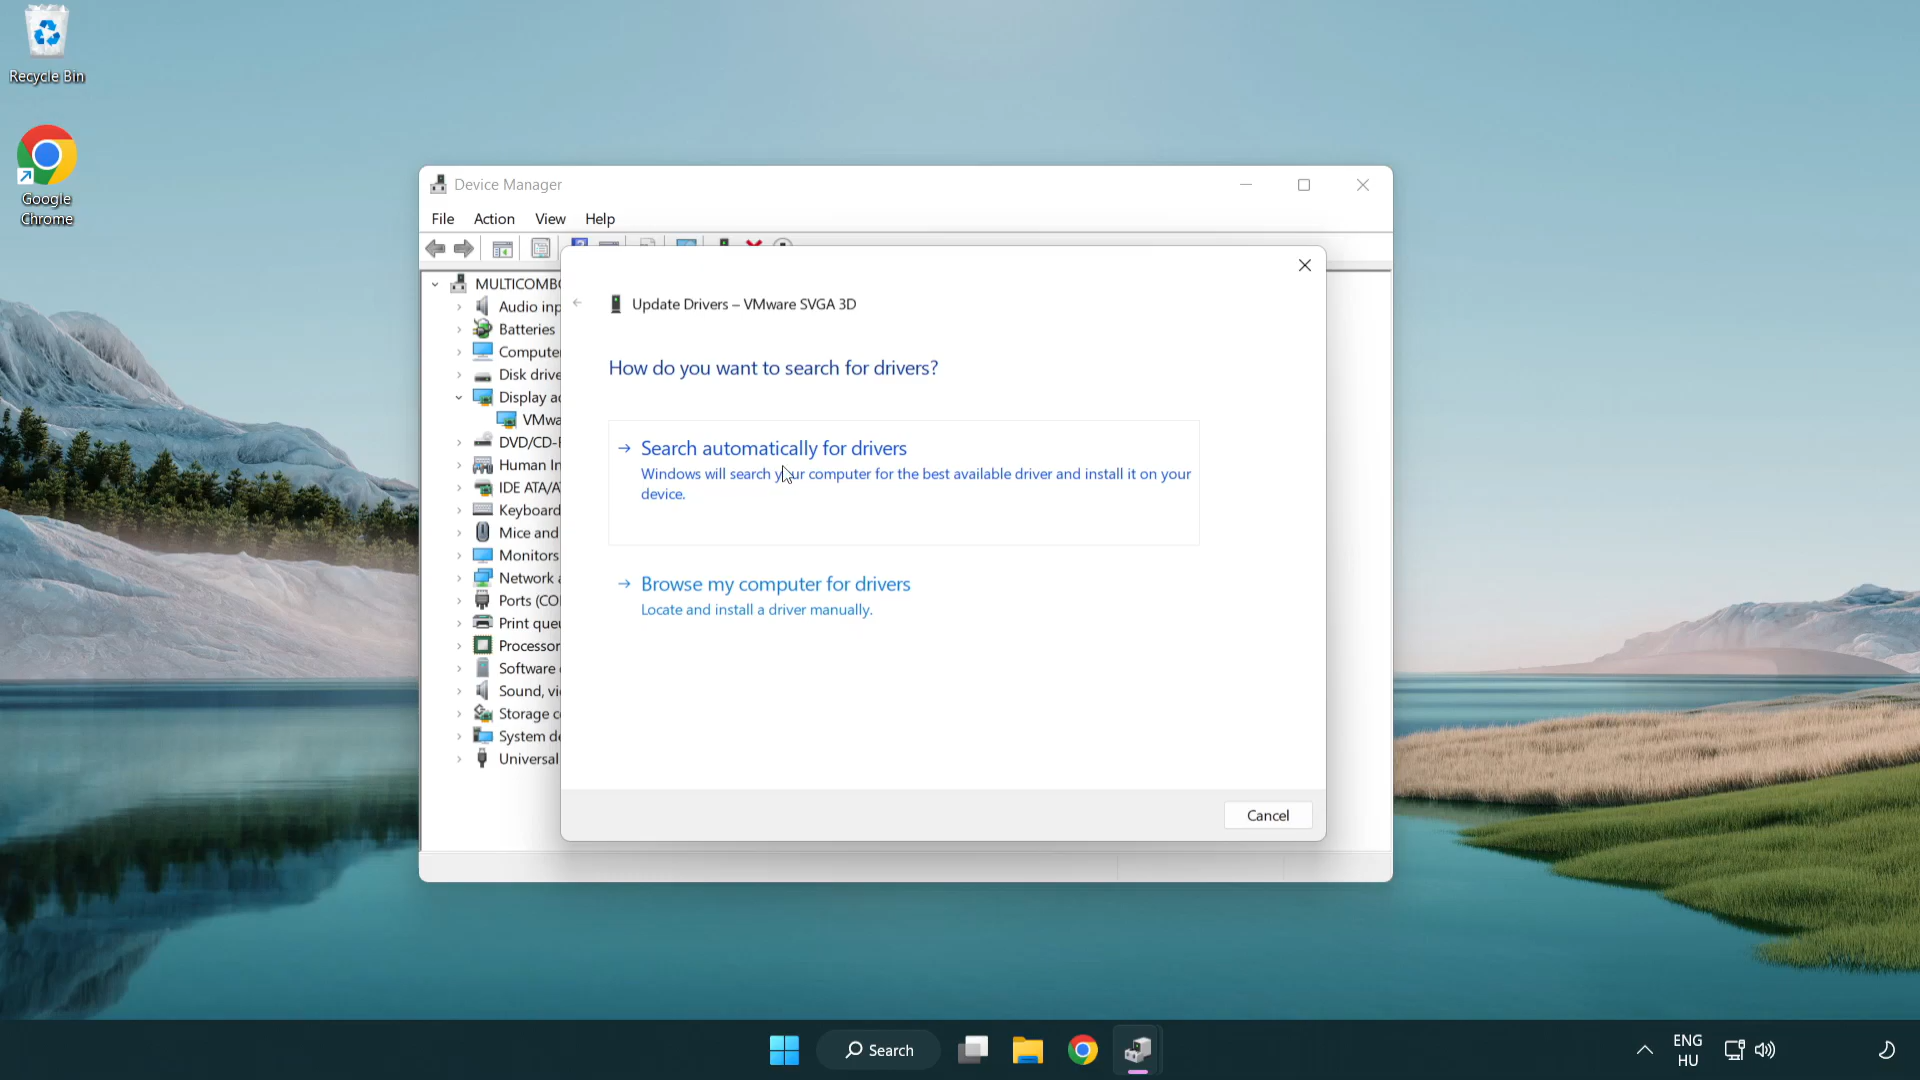 Recycle Bin
Google
Chrome
Device Manager
File Action View Help
MULTICOMB
Audio inp
Batteries
Compute
Disk drive
Display a
VMwa
DVD/CD-
Human In
IDE ATA/A
Keyboard
Mice and
Monitors
Network
Ports (CO
Print que
Processor
Software
Sound, vi
Storage c
System de
Universal
Update Drivers – VMware SVGA 3D
How do you want to search for drivers?
Search automatically for drivers
Windows will search your computer for the best available driver and install it on your
device.
Browse my computer for drivers
Locate and install a driver manually.
Cancel
Search
ENG
HU